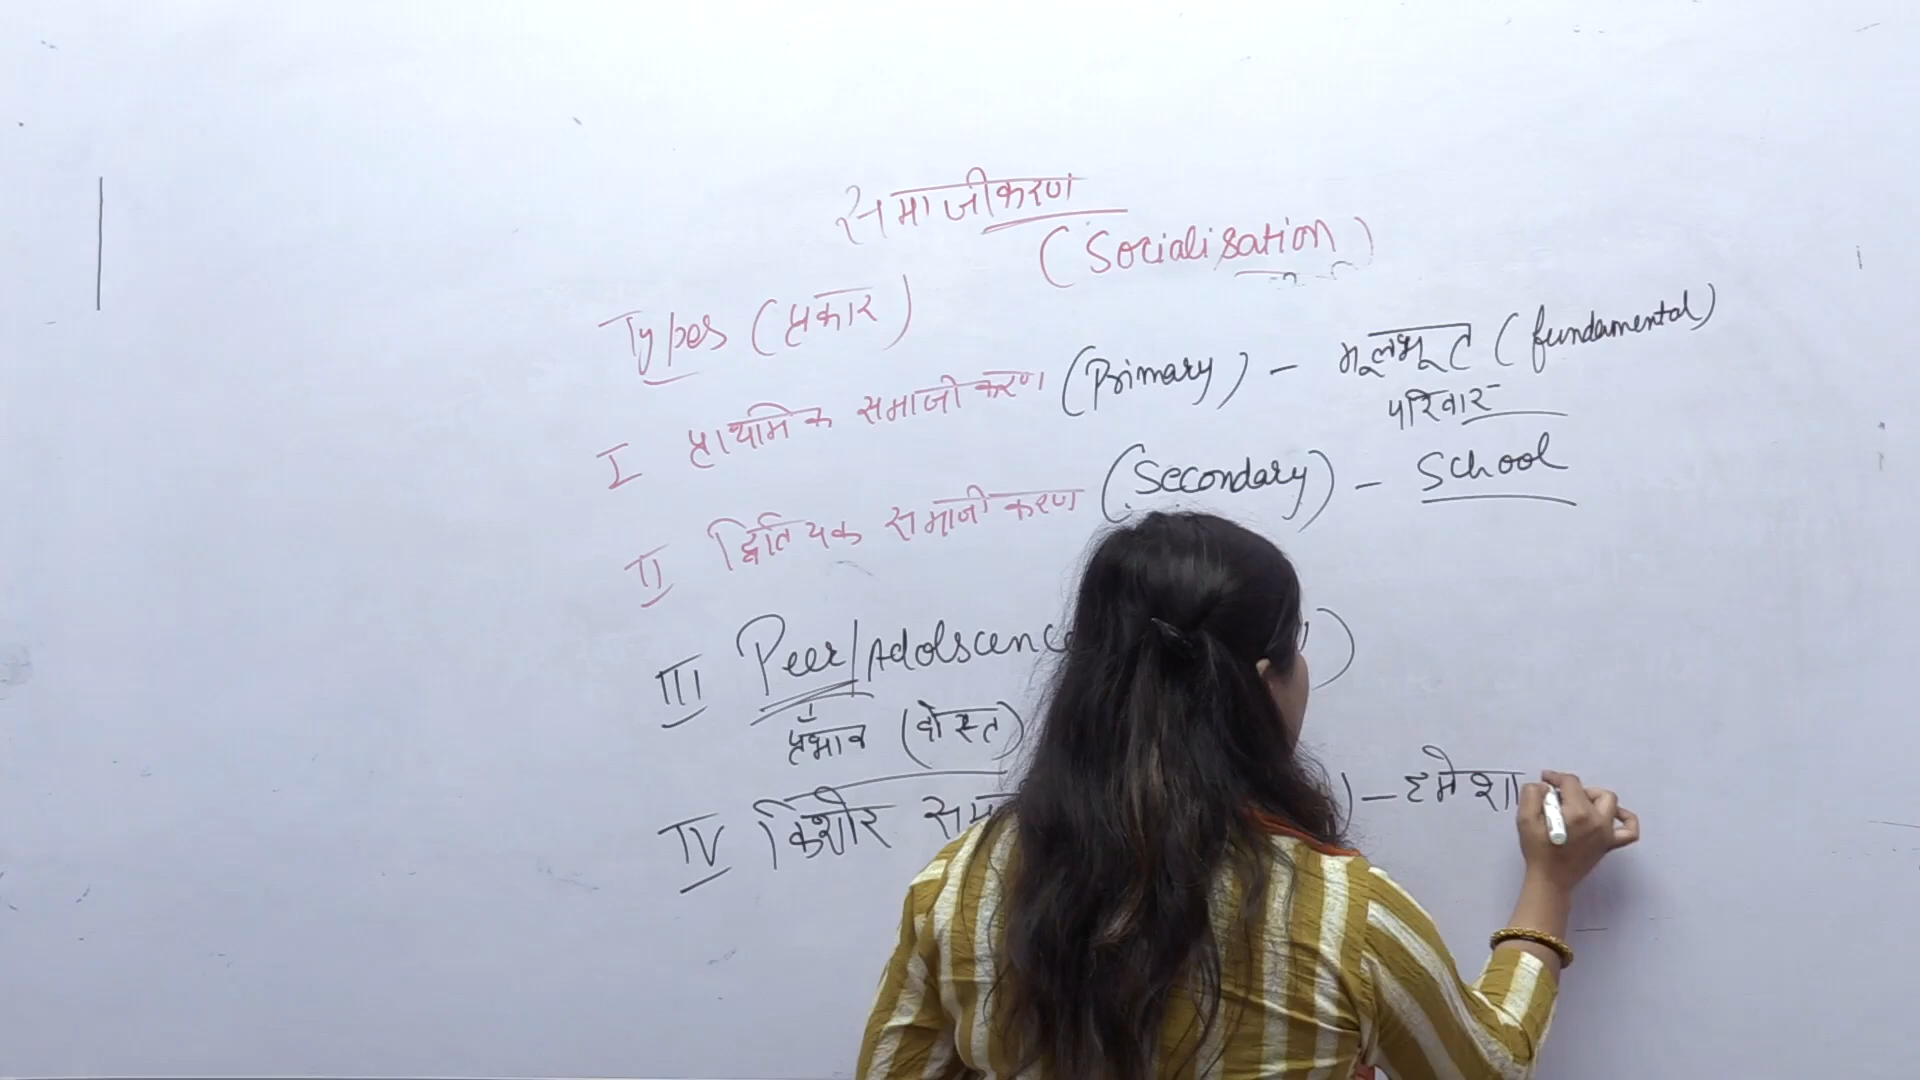 समाजीकरण
(Socialisation)
Types (प्रकार)
I प्राथमिक समाजीकरण (Primary) - मूलभूत (fundamental)
परिवार
II द्वितियक समाजीकरण (Secondary) - School
III Peer/Adolscence )
प्रभाव (दोस्त)
IV किशोर ) - हमेशा